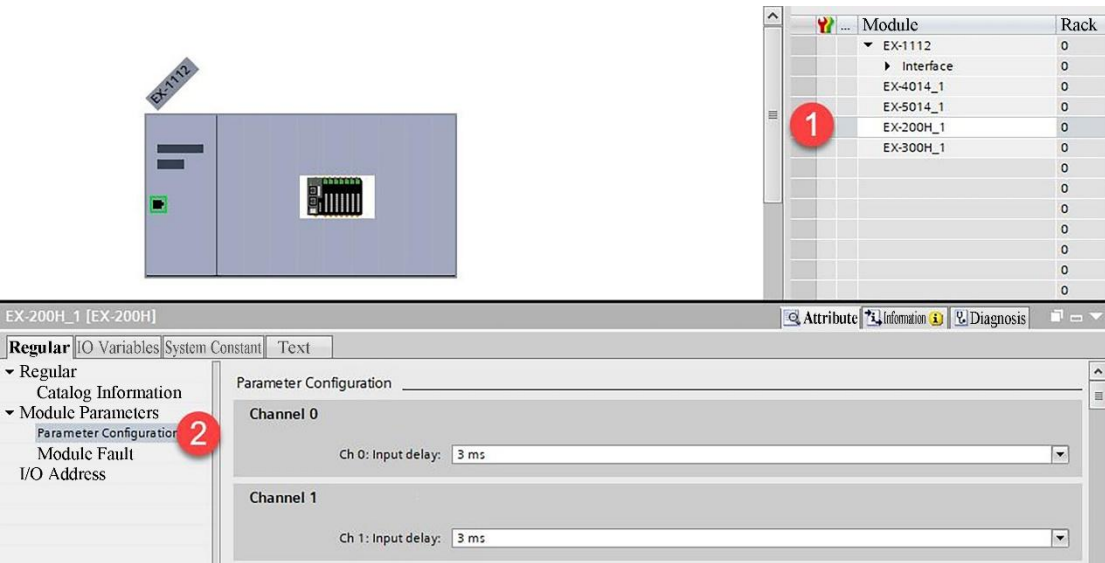 EX-1112
... Module Rack
EX-1112 0
Interface 0
EX-4014_1 0
EX-5014_1 0
1 EX-200H_1 0
EX-300H_1 0
0
0
0
0
0
0
0
EX-200H_1 [EX-200H] Attribute Information Diagnosis
Regular IO Variables System Constant Text
Regular
Catalog Information
Module Parameters
Parameter Configuration 2
Module Fault
I/O Address
Parameter Configuration
Channel 0
Ch 0: Input delay: 3 ms
Channel 1
Ch 1: Input delay: 3 ms